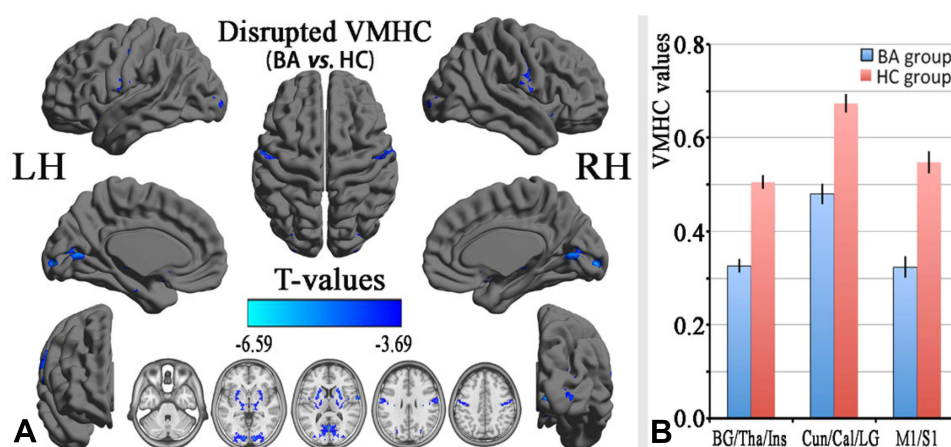 Disrupted VMHC
(BA vs. HC)
LH
RH
T-values
-6.59
-3.69
A
VMHC values
0.8
0.6
0.4
0.2
0.0
BA group
HC group
BG/Tha/Ins
Cun/Cal/LG
M1/S1
B